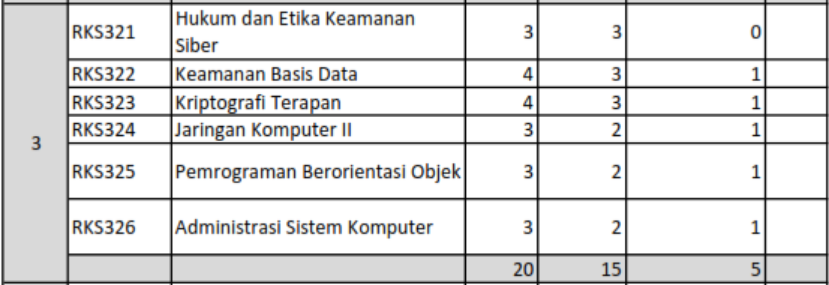 3
RKS321 Hukum dan Etika Keamanan
Siber 3 3 0
RKS322 Keamanan Basis Data 4 3 1
RKS323 Kriptografi Terapan 4 3 1
RKS324 Jaringan Komputer II 3 2 1
RKS325 Pemrograman Berorientasi Objek 3 2 1
RKS326 Administrasi Sistem Komputer 3 2 1
20 15 5